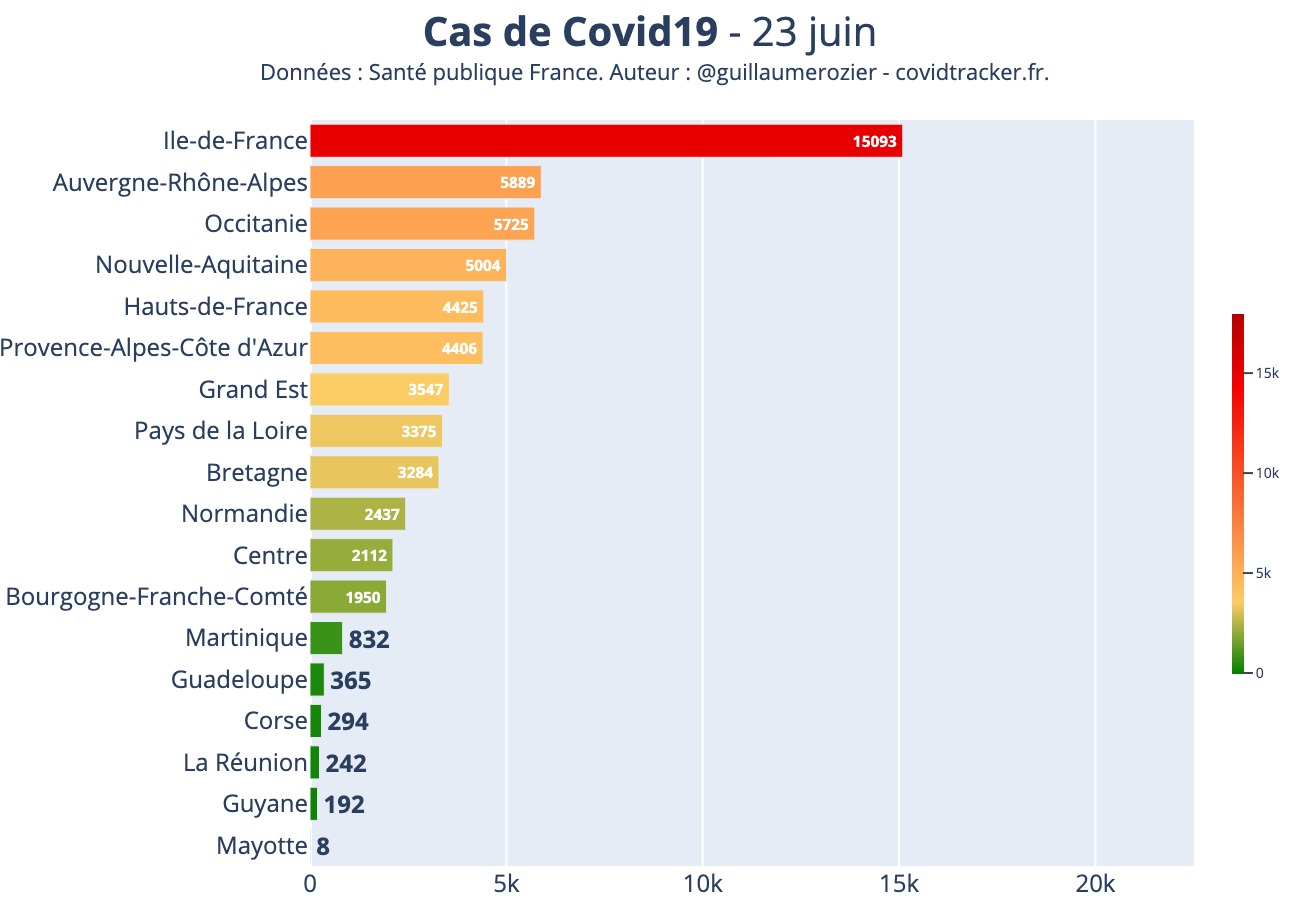 Cas de Covid19 - 23 juin
Données : Santé publique France. Auteur : @guillaumerozier - covidtracker.fr.
Ile-de-France 15093
Auvergne-Rhône-Alpes 5889
Occitanie 5725
Nouvelle-Aquitaine 5004
Hauts-de-France 4425
Provence-Alpes-Côte d'Azur 4406
Grand Est 3547
Pays de la Loire 3375
Bretagne 3284
Normandie 2437
Centre 2112
Bourgogne-Franche-Comté 1950
Martinique 832
Guadeloupe 365
Corse 294
La Réunion 242
Guyane 192
Mayotte 8
0 5k 10k 15k 20k
15k
10k
5k
0